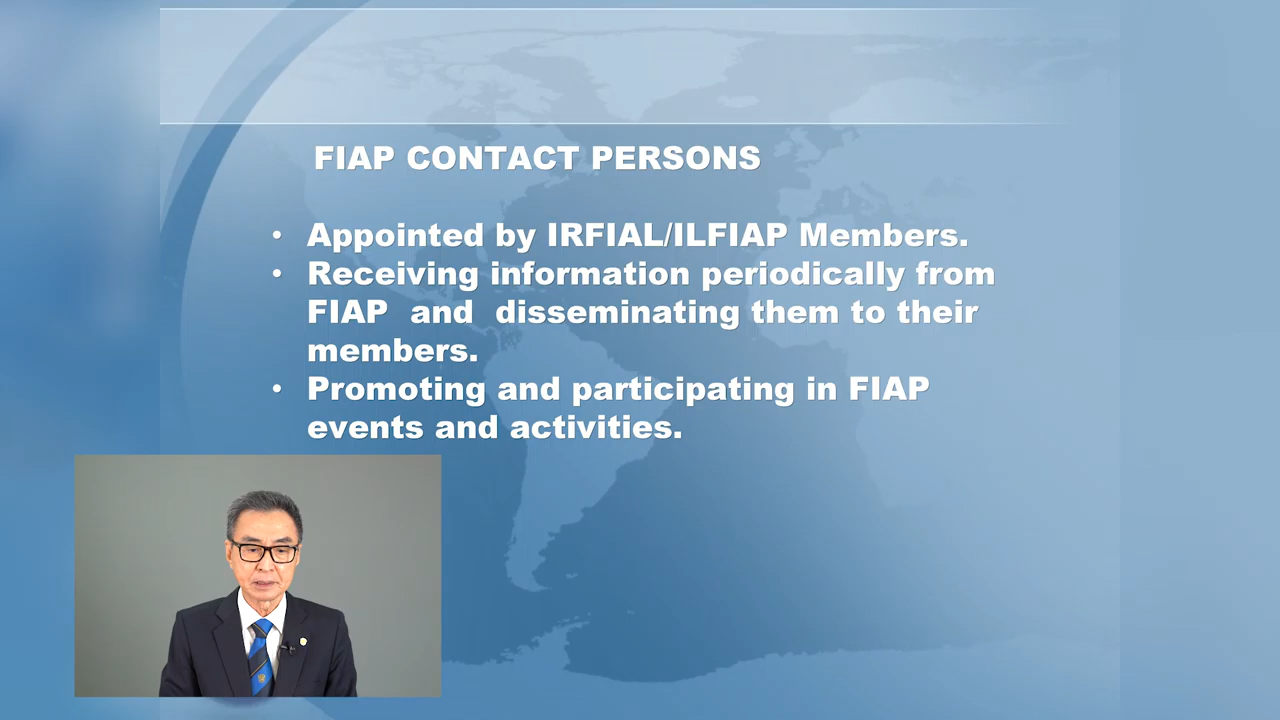 FIAP CONTACT PERSONS
• Appointed by IRFIAL/ILFIAP Members.
• Receiving information periodically from
FIAP and disseminating them to their
members.
• Promoting and participating in FIAP
events and activities.